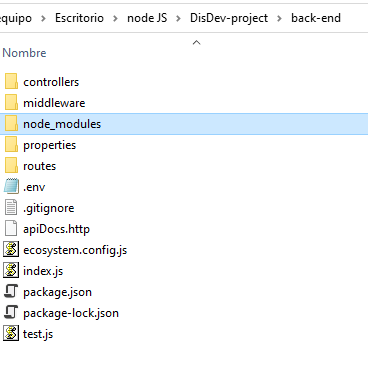 equipo > Escritorio > node JS > DisDev-project > back-end
Nombre
controllers
middleware
node_modules
properties
routes
.env
.gitignore
apiDocs.http
ecosystem.config.js
index.js
package.json
package-lock.json
test.js